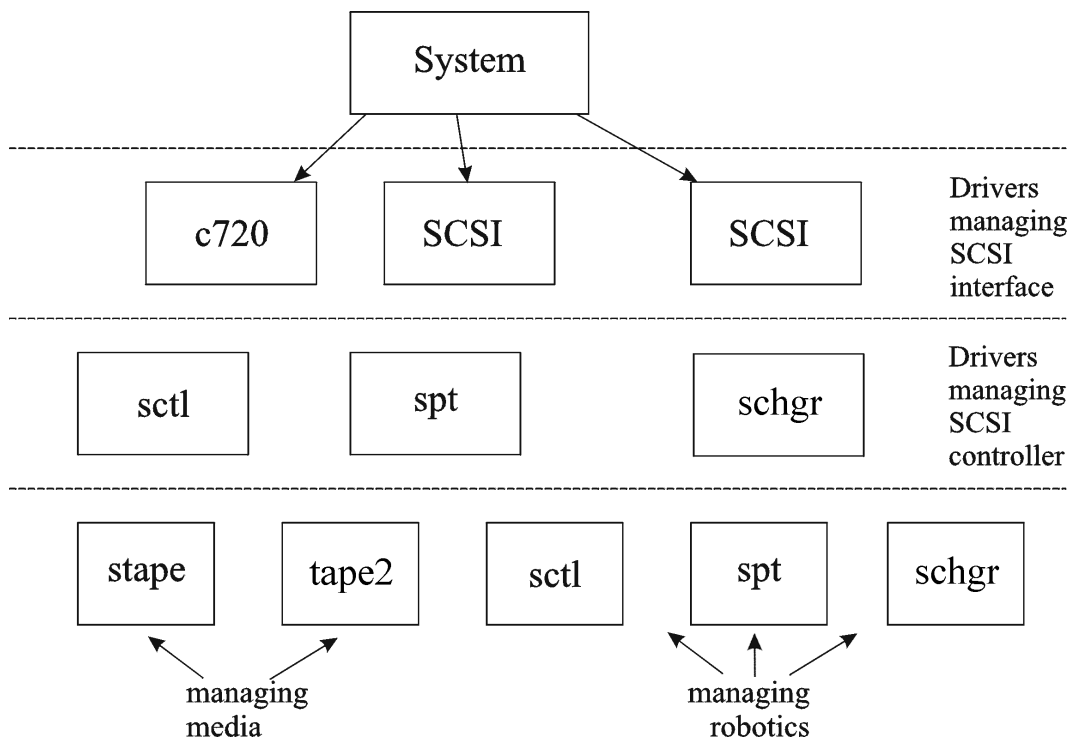 System
c720
SCSI
SCSI
Drivers
managing
SCSI
interface
sctl
spt
schgr
Drivers
managing
SCSI
controller
stape
tape2
sctl
spt
schgr
managing
media
managing
robotics